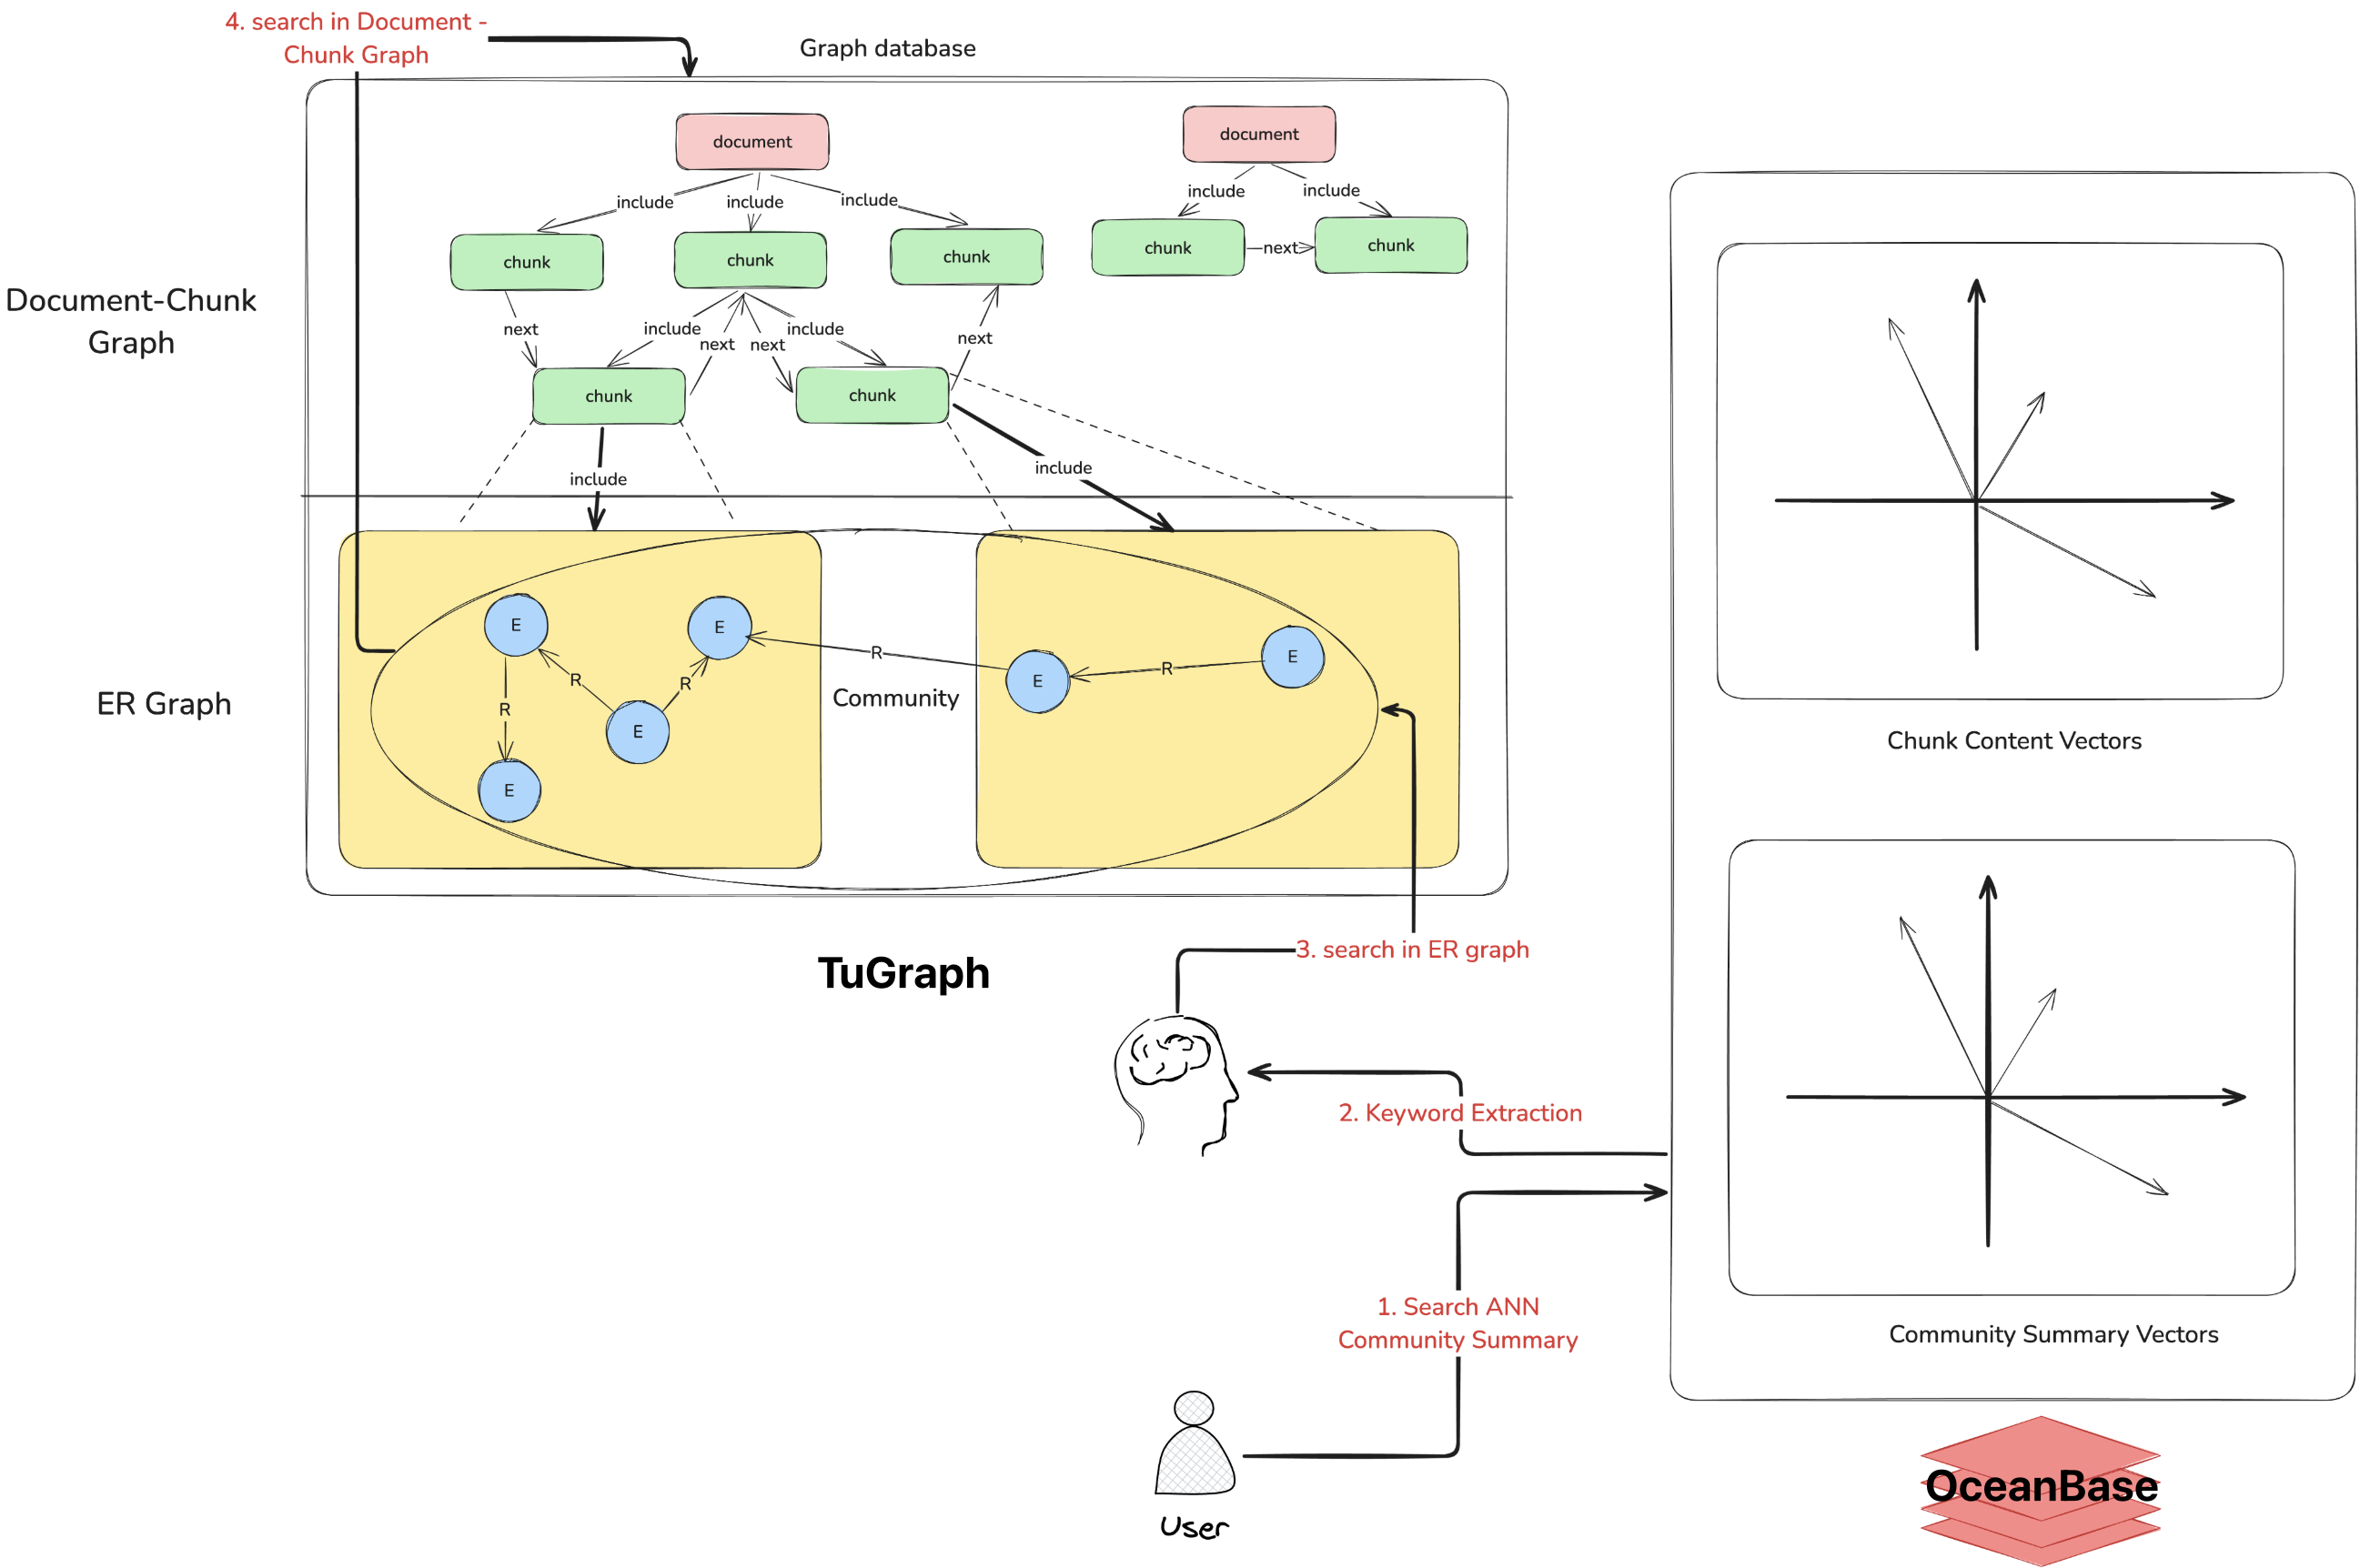 4. search in Document -
Chunk Graph
Graph database
document
document
include
include
include
include
include
chunk
chunk
chunk
chunk
next
chunk
Document-Chunk
Graph
next
include
next
next
include
next
chunk
chunk
include
include
E
E
R
E
R
E
R
R
R
Community
E
E
ER Graph
Chunk Content Vectors
TuGraph
3. search in ER graph
2. Keyword Extraction
1. Search ANN
Community Summary
Community Summary Vectors
User
OceanBase